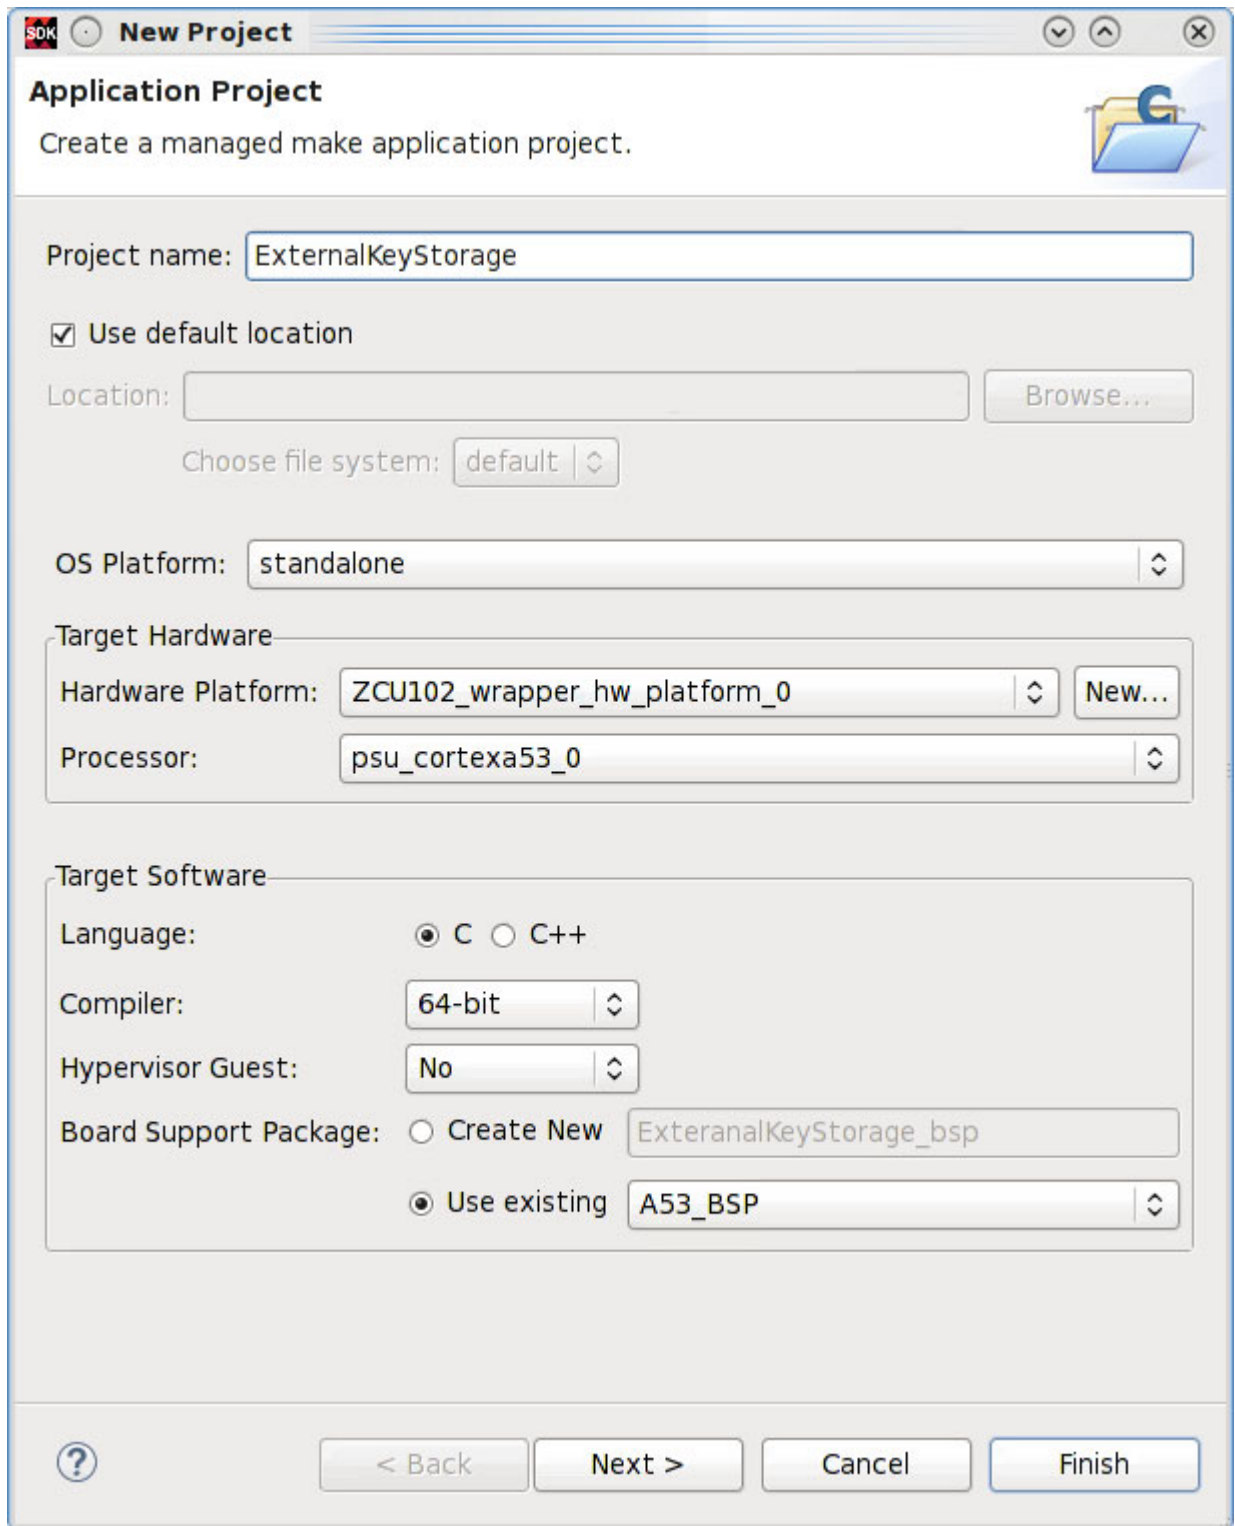 SDK New Project
Application Project
Create a managed make application project.
C
Project name: ExternalKeyStorage
Use default location
Location: Browse...
Choose file system: default
OS Platform: standalone
Target Hardware
Hardware Platform: ZCU102_wrapper_hw_platform_0 New...
Processor: psu_cortexa53_0
Target Software
Language: C C++
Compiler: 64-bit
Hypervisor Guest: No
Board Support Package: Create New ExteranalKeyStorage_bsp
Use existing A53_BSP
? < Back Next > Cancel Finish